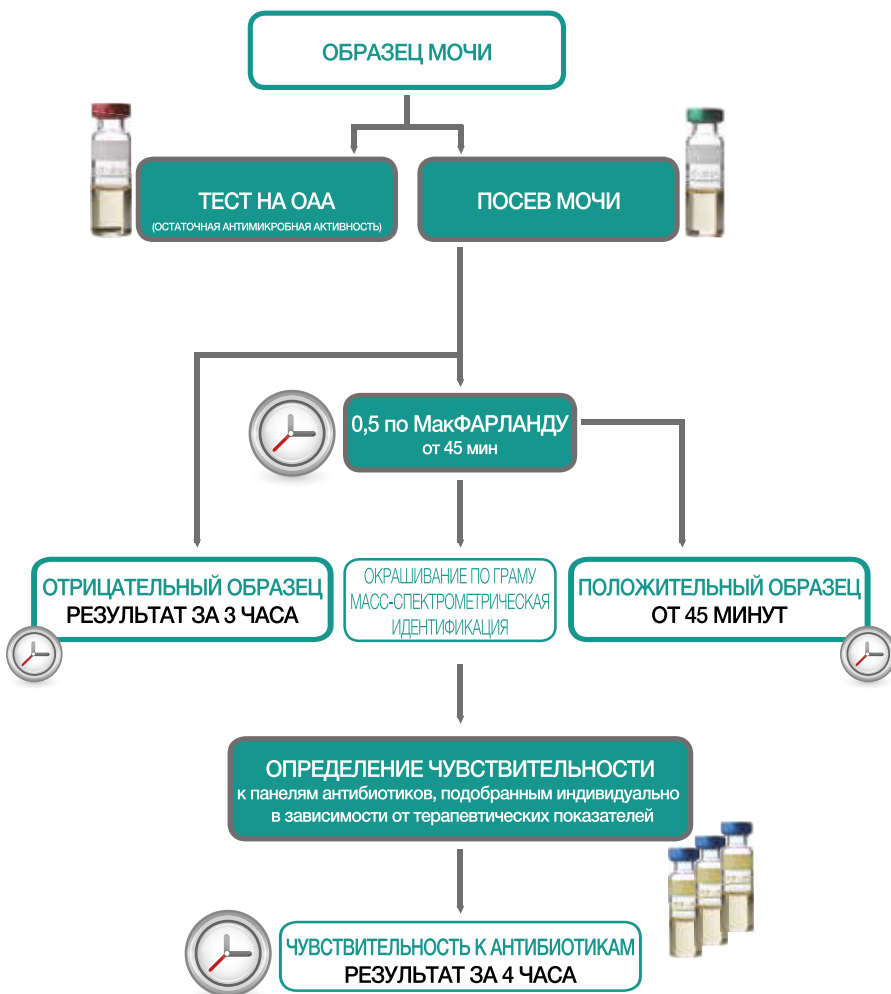 ОБРАЗЕЦ МОЧИ
ТЕСТ НА ОАА
(ОСТАТОЧНАЯ АНТИМИКРОБНАЯ АКТИВНОСТЬ)
ПОСЕВ МОЧИ
0,5 по МакФАРЛАНДУ
от 45 мин
ОТРИЦАТЕЛЬНЫЙ ОБРАЗЕЦ
РЕЗУЛЬТАТ ЗА 3 ЧАСА
ОКРАШИВАНИЕ ПО ГРАМУ
МАСС-СПЕКТРОМЕТРИЧЕСКАЯ
ИДЕНТИФИКАЦИЯ
ПОЛОЖИТЕЛЬНЫЙ ОБРАЗЕЦ
ОТ 45 МИНУТ
ОПРЕДЕЛЕНИЕ ЧУВСТВИТЕЛЬНОСТИ
к панелям антибиотиков, подобранным индивидуально
в зависимости от терапевтических показателей
ЧУВСТВИТЕЛЬНОСТЬ К АНТИБИОТИКАМ
РЕЗУЛЬТАТ ЗА 4 ЧАСА